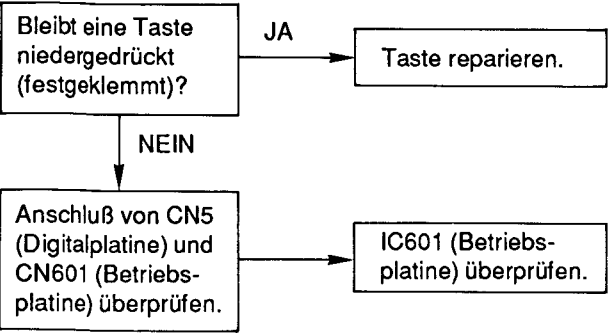 Bleibt eine Taste
niedergedrückt
(festgeklemmt)?
JA
Taste reparieren.
NEIN
Anschluß von CN5
(Digitalplatine) und
CN601 (Betriebs-
platine) überprüfen.
IC601 (Betriebs-
platine) überprüfen.